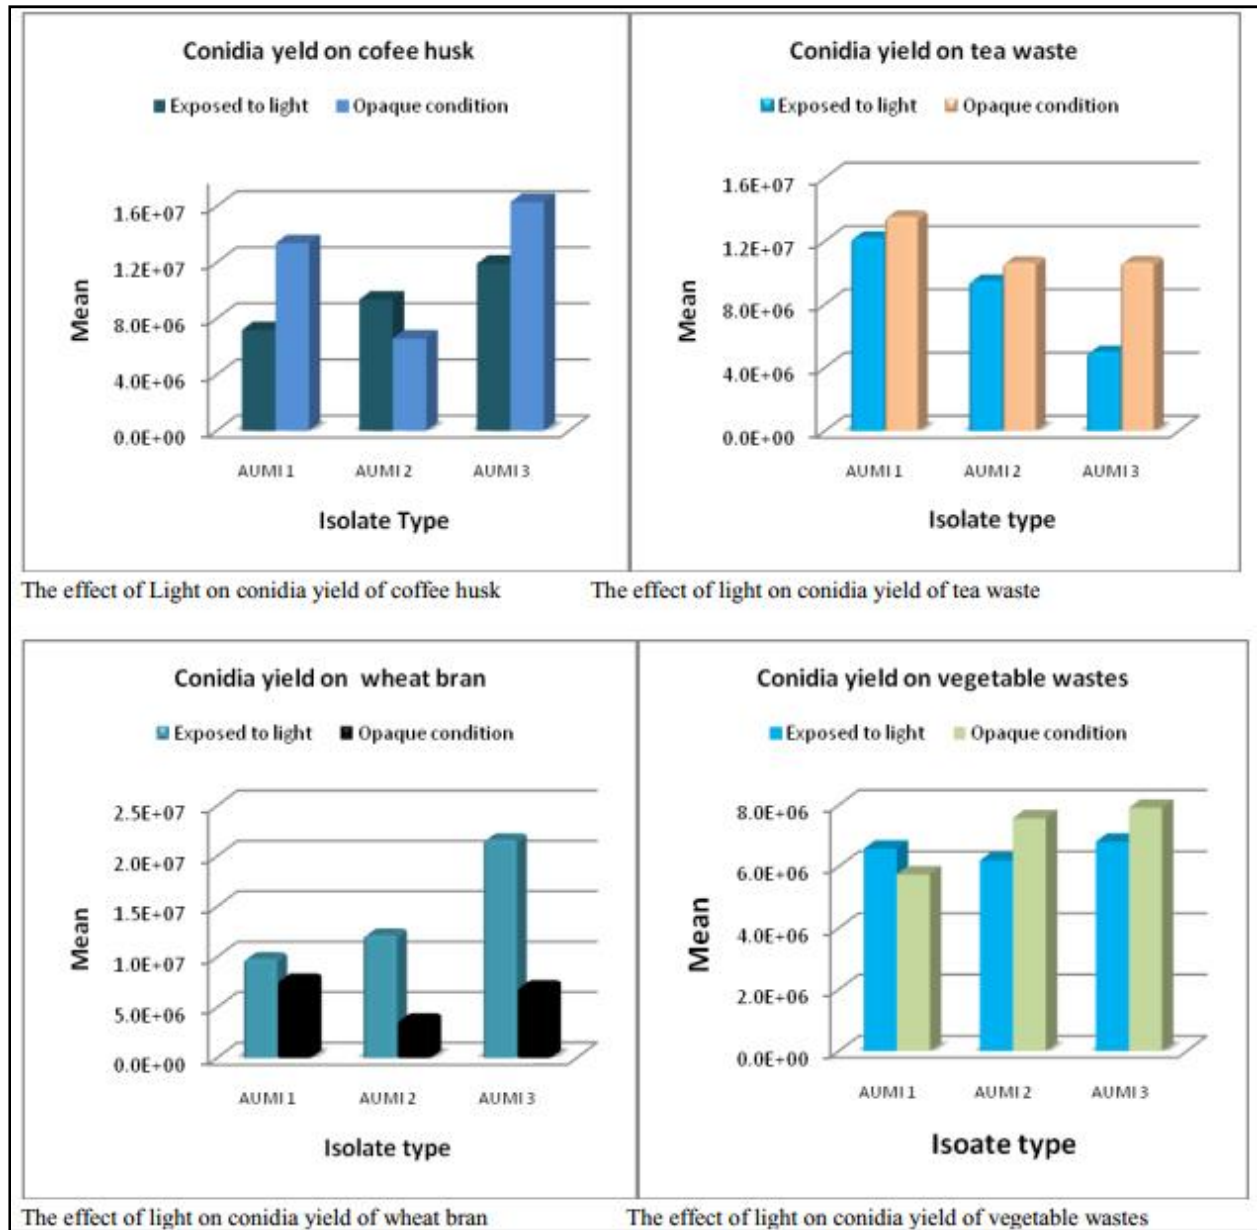 Conidia yeld on cofee husk
Exposed to light Opaque condition
1.6E+07
1.2E+07
8.0E+06
4.0E+06
0.0E+00
Mean
AUMI 1 AUMI 2 AUMI 3
Isolate Type
The effect of Light on conidia yield of coffee husk
Conidia yield on tea waste
Exposed to light Opaque condition
1.6E+07
1.2E+07
8.0E+06
4.0E+06
0.0E+00
Mean
AUMI 1 AUMI 2 AUMI 3
Isolate type
The effect of light on conidia yield of tea waste
Conidia yield on wheat bran
Exposed to light Opaque condition
2.5E+07
2.0E+07
1.5E+07
1.0E+07
5.0E+06
0.0E+00
Mean
AUMI 1 AUMI 2 AUMI 3
Isolate type
The effect of light on conidia yield of wheat bran
Conidia yield on vegetable wastes
Exposed to light Opaque condition
8.0E+06
6.0E+06
4.0E+06
2.0E+06
0.0E+00
Mean
AUMI 1 AUMI 2 AUMI 3
Isoate type
The effect of light on conidia yield of vegetable wastes